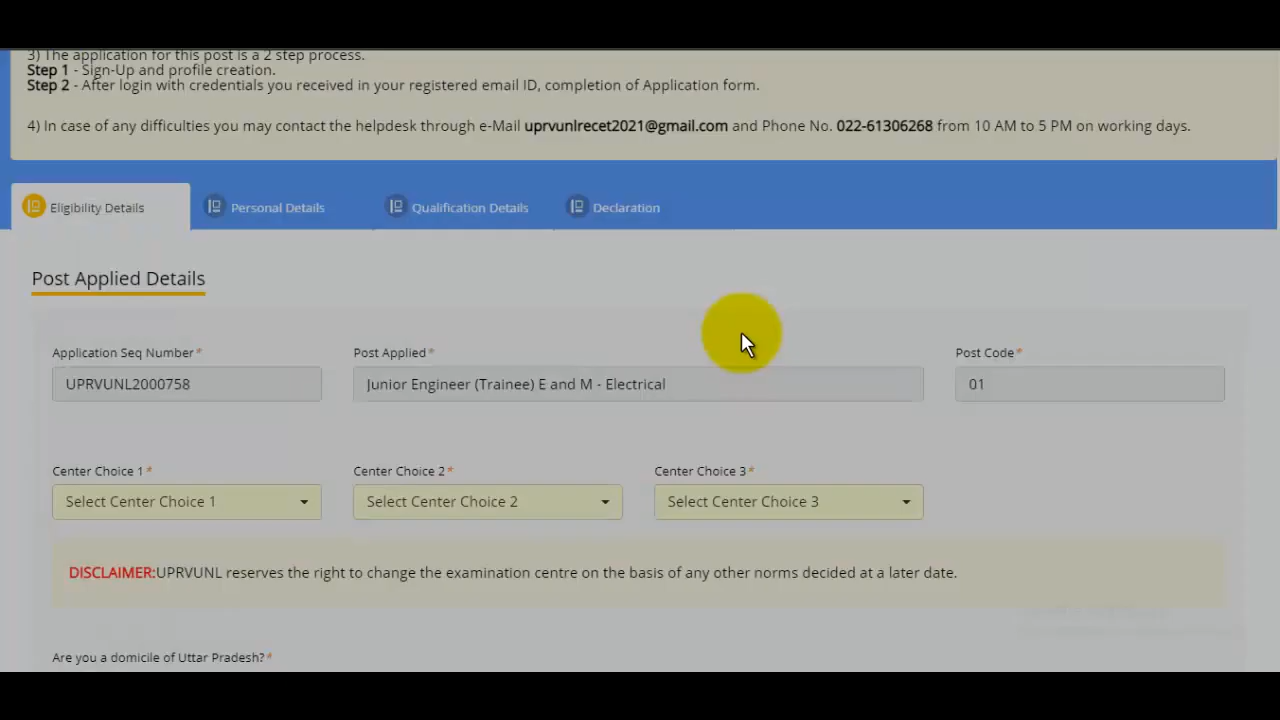 3) The application for this post is a 2 step process.
Step 1 - Sign-Up and profile creation.
Step 2 - After login with credentials you received in your registered email ID, completion of Application form.
4) In case of any difficulties you may contact the helpdesk through e-Mail uprvunlrecet2021@gmail.com and Phone No. 022-61306268 from 10 AM to 5 PM on working days.
Eligibility Details Personal Details Qualification Details Declaration
Post Applied Details
Application Seq Number* Post Applied* Post Code*
UPRVUNL2000758 Junior Engineer (Trainee) E and M - Electrical 01
Center Choice 1* Center Choice 2* Center Choice 3*
Select Center Choice 1 Select Center Choice 2 Select Center Choice 3
DISCLAIMER:UPRVUNL reserves the right to change the examination centre on the basis of any other norms decided at a later date.
Are you a domicile of Uttar Pradesh?*